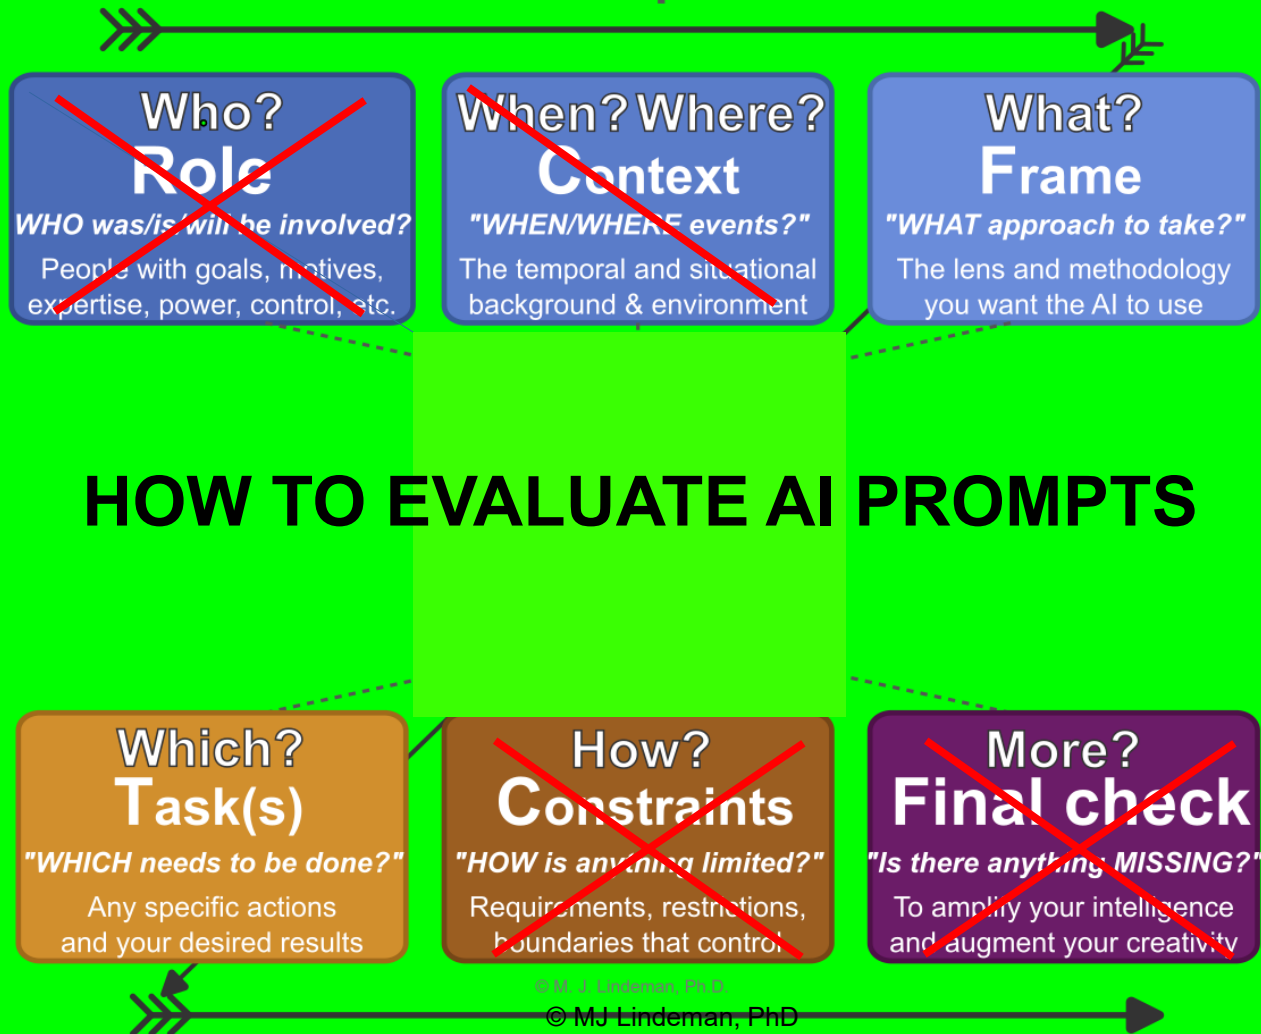 Who?
Role
WHO was/is/will be involved?
People with goals, motives,
expertise, power, control, etc.
When? Where?
Context
"WHEN/WHERE events?"
The temporal and situational
background & environment
What?
Frame
"WHAT approach to take?"
The lens and methodology
you want the AI to use
HOW TO EVALUATE AI PROMPTS
Which?
Task(s)
"WHICH needs to be done?"
Any specific actions
and your desired results
How?
Constraints
"HOW is anything limited?"
Requirements, restrictions,
boundaries that control
More?
Final check
"Is there anything MISSING?"
To amplify your intelligence
and augment your creativity
© M. J. Lindeman, Ph.D.
© MJ Lindeman, PhD